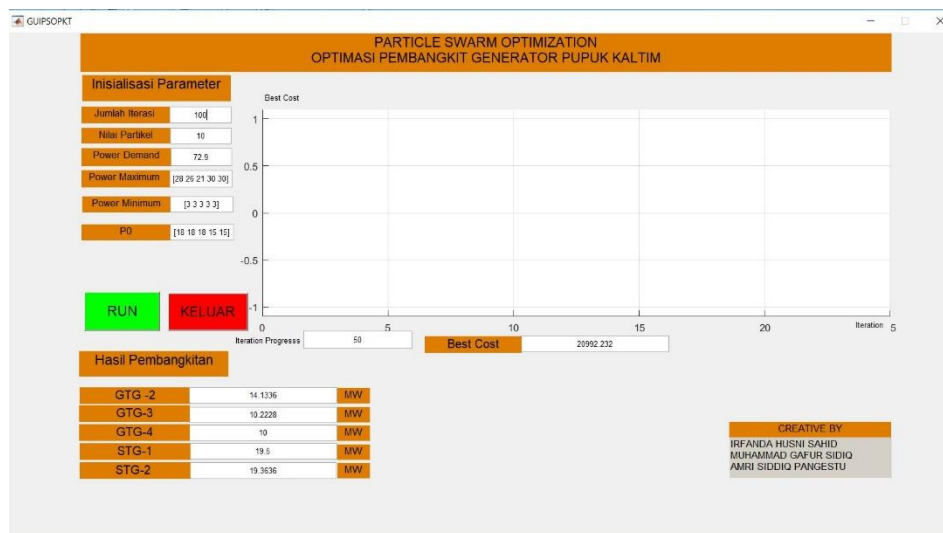 GUIPSOPKT
PARTICLE SWARM OPTIMIZATION
OPTIMASI PEMBANGKIT GENERATOR PUPUK KALTIM
Inisialisasi Parameter
Jumlah Iterasi 100
Nilai Partikel 10
Power Demand 72.9
Power Maximum [28 26 21 30 30]
Power Minimum [3 3 3 3 3]
P0 [18 18 18 15 15]
RUN KELUAR
Best Cost
1
0.5
0
-0.5
-1
0 5 10 15 20 Iteration 5
Iteration Progresss 50
Best Cost 20992.232
Hasil Pembangkitan
GTG -2 14.1336 MW
GTG-3 10.2228 MW
GTG-4 10 MW
STG-1 19.5 MW
STG-2 19.3636 MW
CREATIVE BY
IRFANDA HUSNI SAHID
MUHAMMAD GAFUR SIDIQ
AMRI SIDDIQ PANGESTU